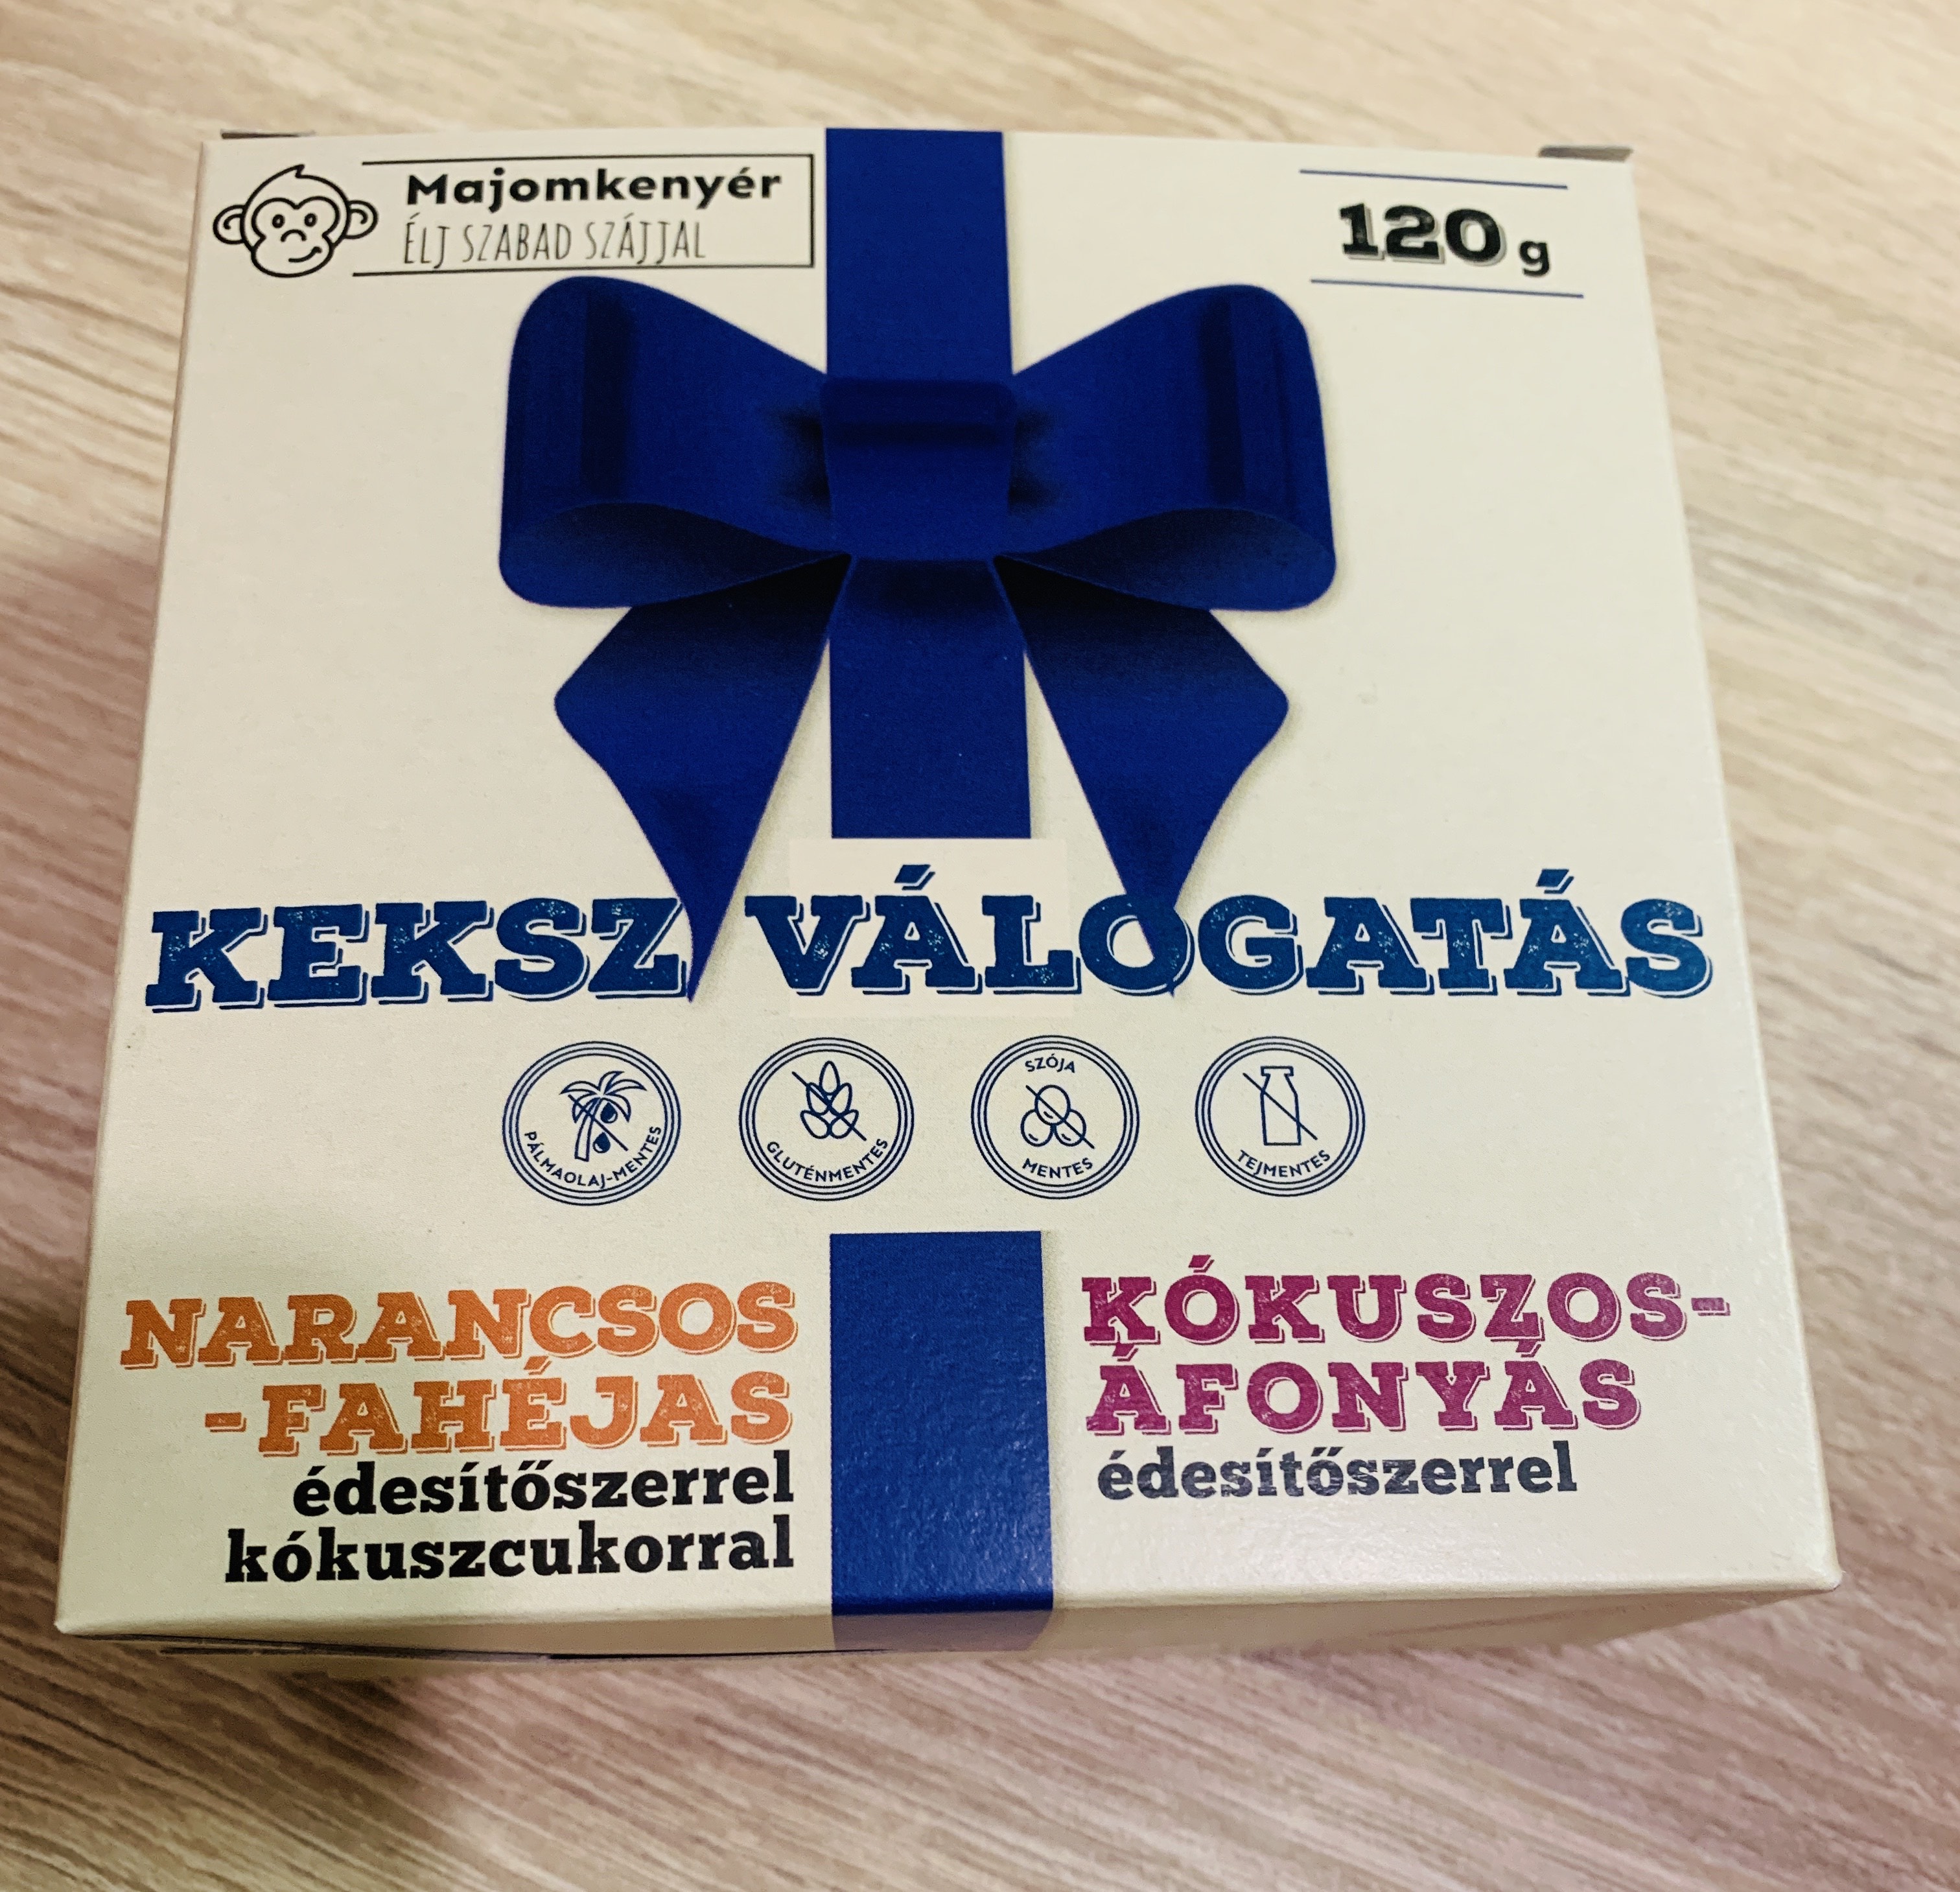 Majomkenyér
ÉLJ SZABAD SZÁJJAL
120 g
KEKSZ VÁLOGATÁS
PÁLMAOLAJ-MENTES
GLUTÉNMENTES
SZÓJA
MENTES
TEJMENTES
NARANCSOS
-FAHÉJAS
édesítőszerrel
kókuszcukorral
KÓKUSZOS-
ÁFONYÁS
édesítőszerrel